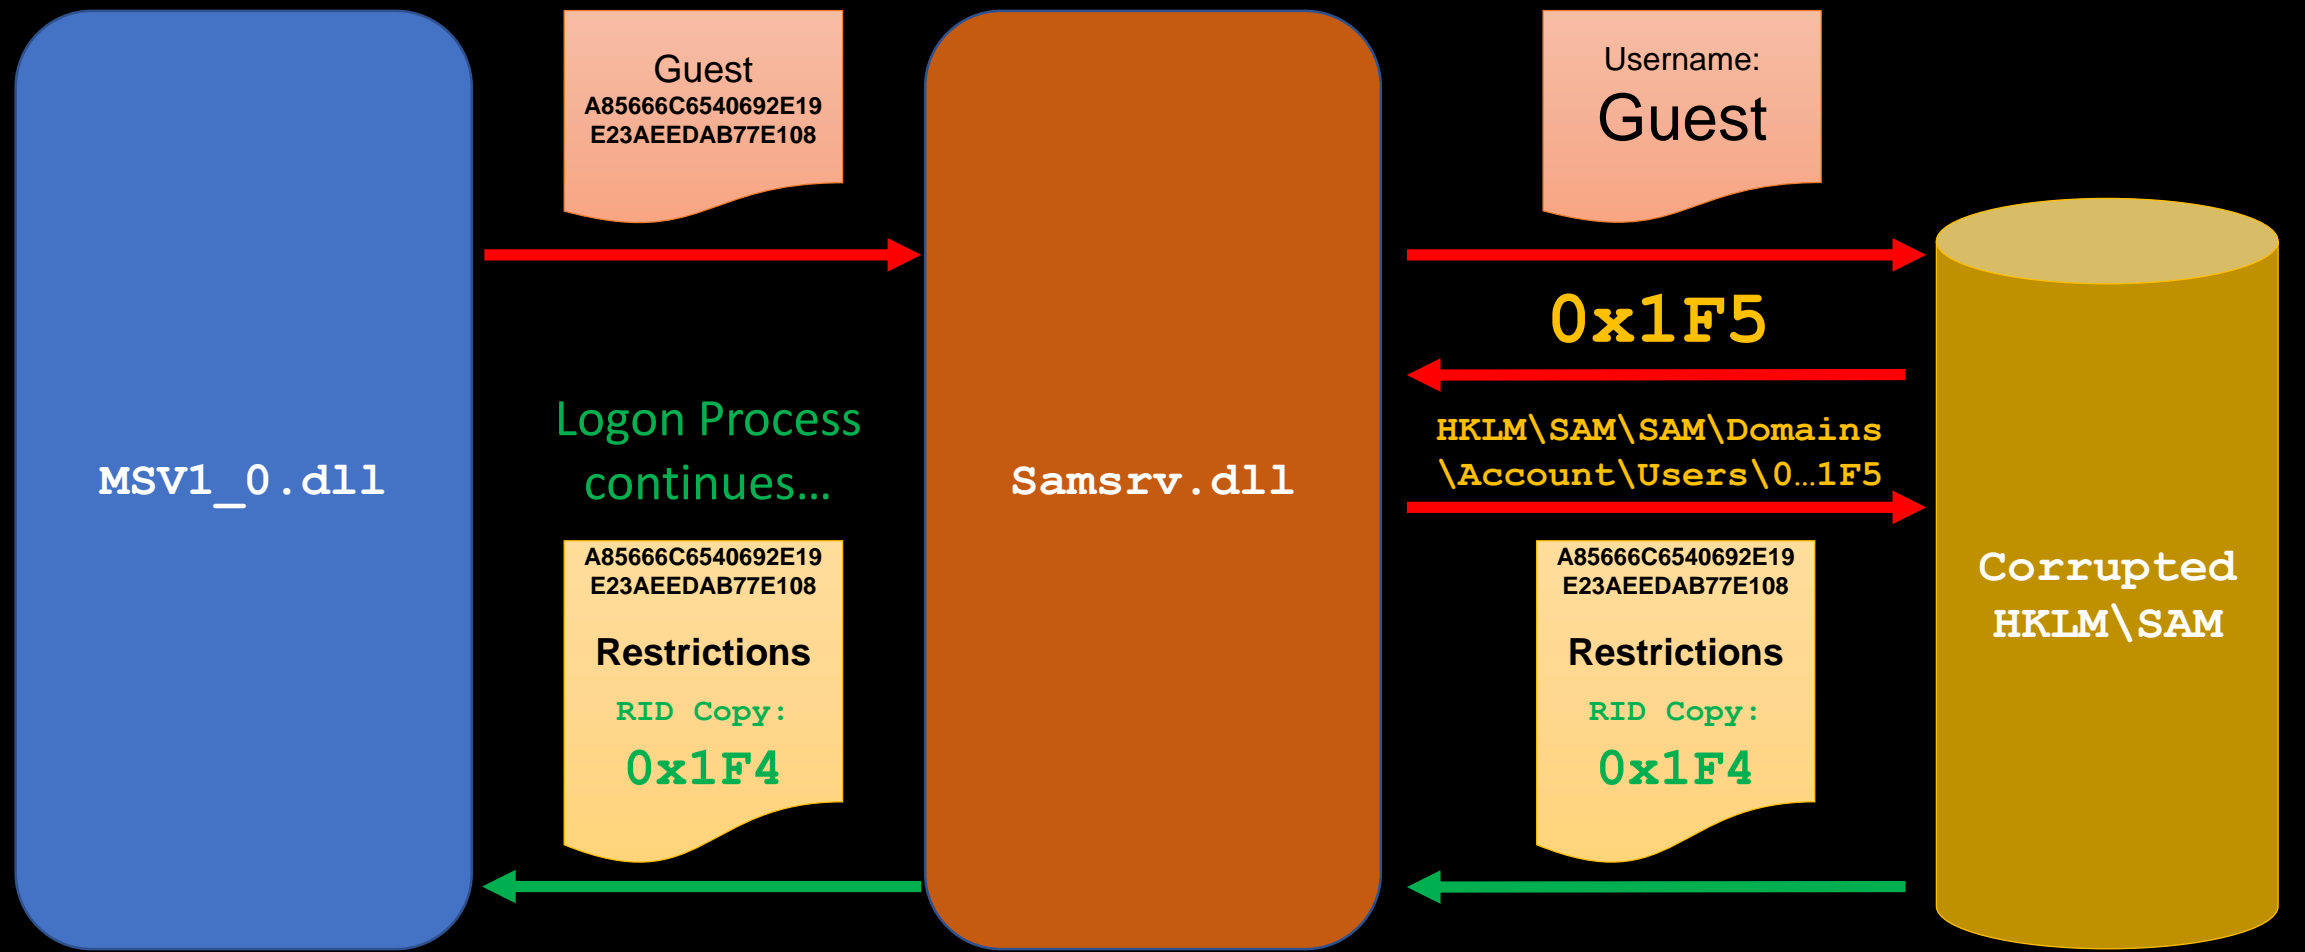 Guest
A85666C6540692E19
E23AEEDAB77E108
Username:
Guest
0x1F5
Logon Process
continues…
HKLM\SAM\SAM\Domains
\Account\Users\0…1F5
MSV1_0.dll
Samsrv.dll
A85666C6540692E19
E23AEEDAB77E108
Restrictions
RID Copy:
0x1F4
A85666C6540692E19
E23AEEDAB77E108
Restrictions
RID Copy:
0x1F4
Corrupted
HKLM\SAM